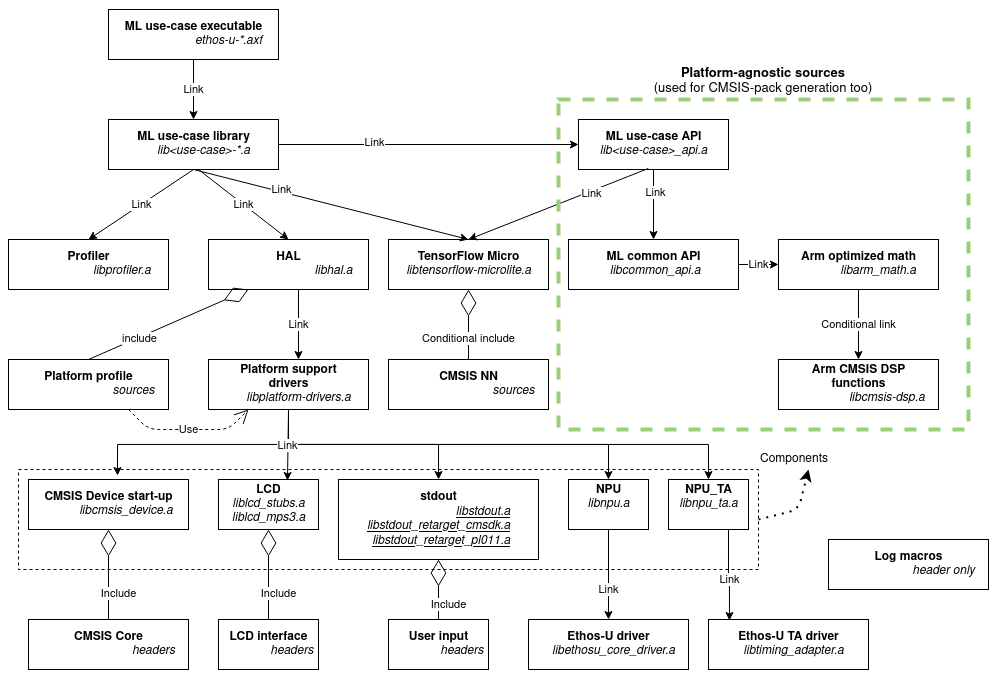 ML use-case executable
ethos-u-*.axf
Link
Platform-agnostic sources
(used for CMSIS-pack generation too)
ML use-case library
lib<use-case>-*.a
Link
ML use-case API
lib<use-case>_api.a
Link
Link
Link
Link
Link
Profiler
libprofiler.a
HAL
libhal.a
TensorFlow Micro
libtensorflow-microlite.a
ML common API
libcommon_api.a
Link
Arm optimized math
libarm_math.a
include
Link
Conditional include
Conditional link
Platform profile
sources
Platform support
drivers
libplatform-drivers.a
CMSIS NN
sources
Arm CMSIS DSP
functions
libcmsis-dsp.a
Use
Link
Components
CMSIS Device start-up
libcmsis_device.a
LCD
liblcd_stubs.a
liblcd_mps3.a
stdout
libstdout.a
libstdout_retarget_cmsdk.a
libstdout_retarget_pl011.a
NPU
libnpu.a
NPU_TA
libnpu_ta.a
Log macros
header only
Include
Include
Include
Link
Link
CMSIS Core
headers
LCD interface
headers
User input
headers
Ethos-U driver
libethosu_core_driver.a
Ethos-U TA driver
libtiming_adapter.a